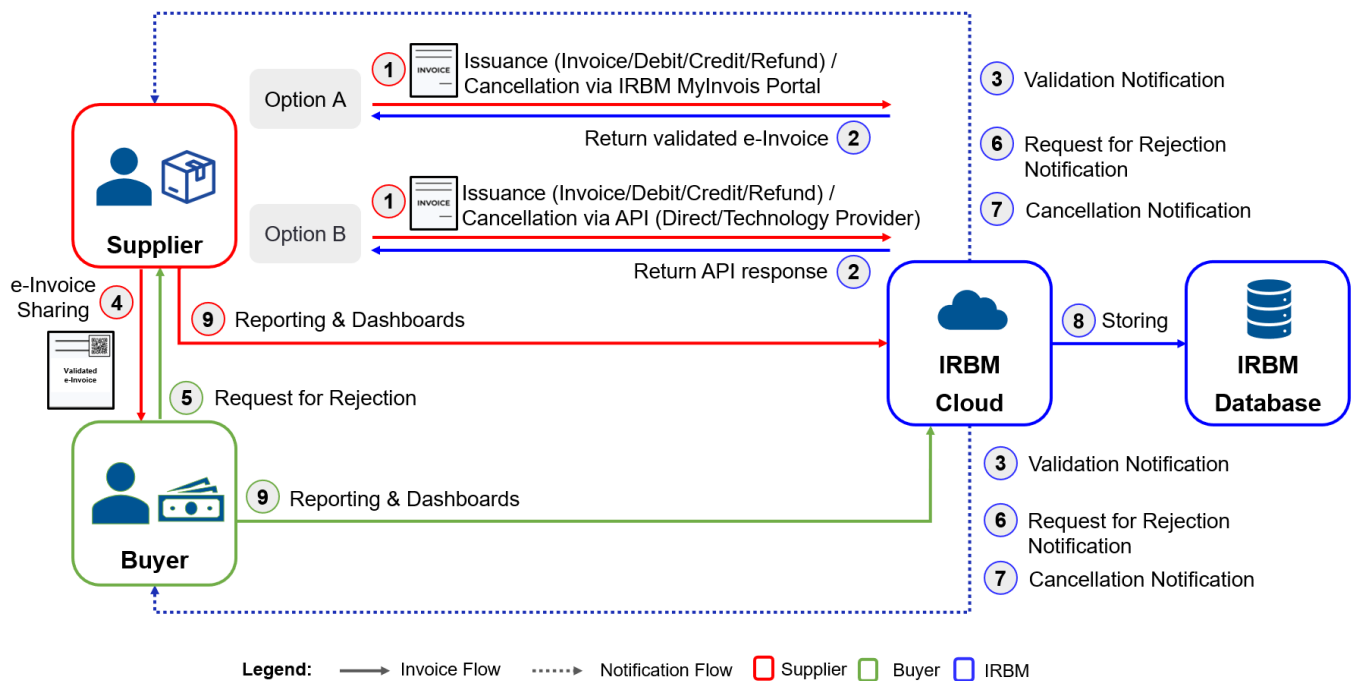 1
INVOICE
Issuance (Invoice/Debit/Credit/Refund) /
Cancellation via IRBM MyInvois Portal
Option A
Return validated e-Invoice
2
3
Validation Notification
6
Request for Rejection
Notification
7
Cancellation Notification
1
INVOICE
Issuance (Invoice/Debit/Credit/Refund) /
Cancellation via API (Direct/Technology Provider)
Option B
Return API response
2
Supplier
e-Invoice
Sharing
4
Validated
e-Invoice
9
Reporting & Dashboards
5
Request for Rejection
IRBM
Cloud
8
Storing
IRBM
Database
Buyer
9
Reporting & Dashboards
3
Validation Notification
6
Request for Rejection
Notification
7
Cancellation Notification
Legend:
Invoice Flow
Notification Flow
Supplier
Buyer
IRBM